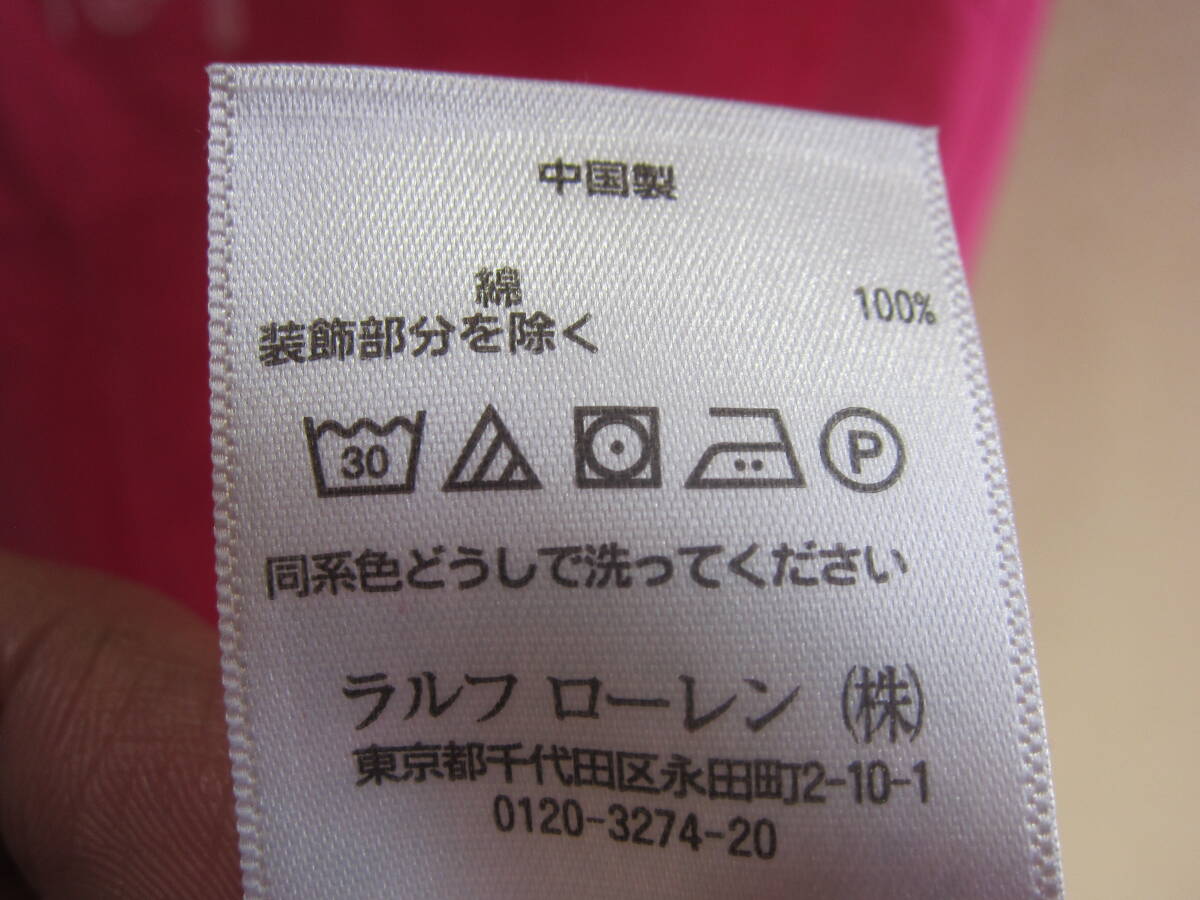 中国製
綿 100%
装飾部分を除く
30 P
同系色どうしで洗ってください
ラルフ ローレン ㈱
東京都千代田区永田町2-10-1
0120-3274-20